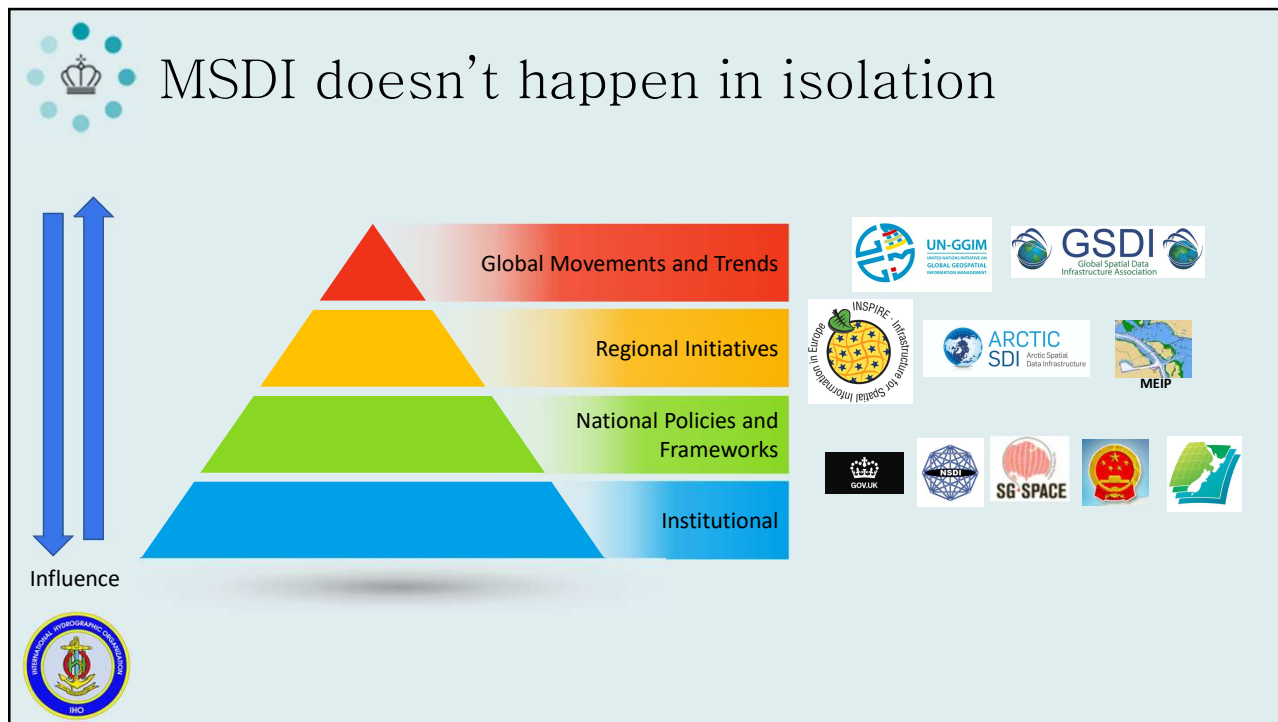 MSDI doesn’t happen in isolation
Global Movements and Trends
Regional Initiatives
National Policies and
Frameworks
Institutional
Influence
UN-GGIM
UNITED NATIONS INITIATIVE ON
GLOBAL GEOSPATIAL
INFORMATION MANAGEMENT
GSDI
Global Spatial Data
Infrastructure Association
INSPIRE · Infrastructure for Spatial Information in Europe
ARCTIC
SDI
Arctic Spatial
Data Infrastructure
MEIP
GOV.UK
NSDI
SG-SPACE
INTERNATIONAL HYDROGRAPHIC ORGANIZATION
IHO